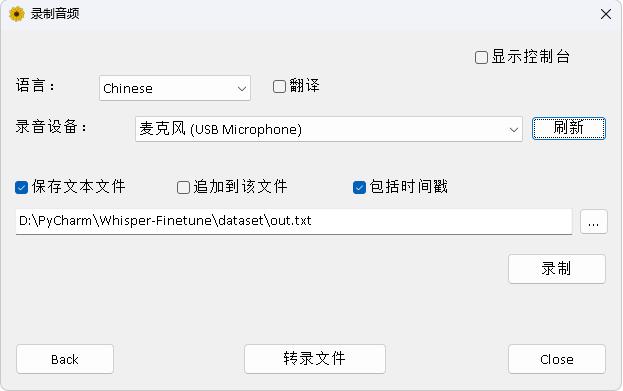 录制音频
显示控制台
语言： Chinese 翻译
录音设备： 麦克风 (USB Microphone) 刷新
保存文本文件 追加到该文件 包括时间戳
D:\PyCharm\Whisper-Finetune\dataset\out.txt ...
录制
Back 转录文件 Close